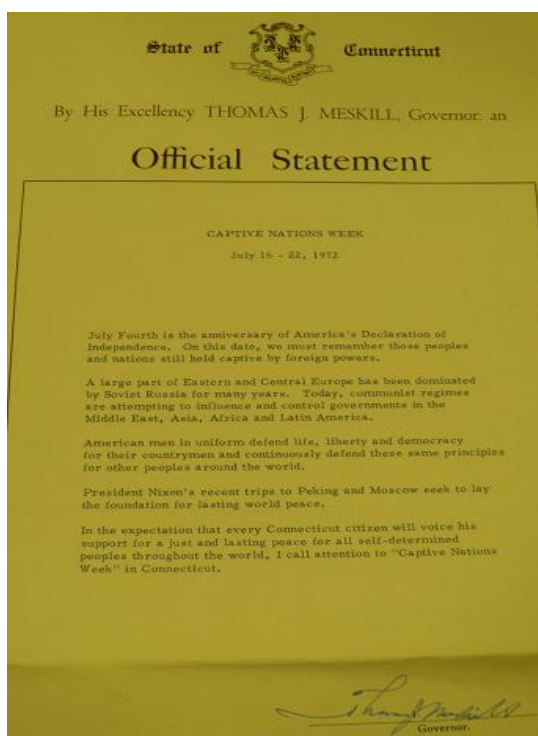 State of Connecticut
By His Excellency THOMAS J. MESKILL, Governor: an
Official Statement
CAPTIVE NATIONS WEEK
July 16 - 22, 1972
July Fourth is the anniversary of America's Declaration of
Independence. On this date, we must remember those peoples
and nations still held captive by foreign powers.
A large part of Eastern and Central Europe has been dominated
by Soviet Russia for many years. Today, communist regimes
are attempting to influence and control governments in the
Middle East, Asia, Africa and Latin America.
American men in uniform defend life, liberty and democracy
for their countrymen and continuously defend these same principles
for other peoples around the world.
President Nixon's recent trips to Peking and Moscow seek to lay
the foundation for lasting world peace.
In the expectation that every Connecticut citizen will voice his
support for a just and lasting peace for all self-determined
peoples throughout the world, I call attention to "Captive Nations
Week" in Connecticut.
Governor.